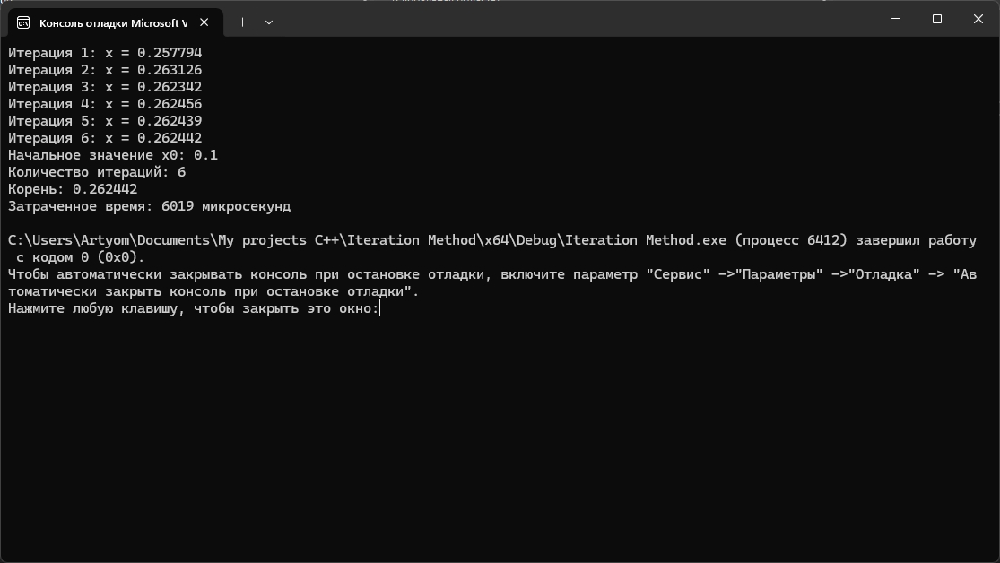 Консоль отладки Microsoft V
Итерация 1: x = 0.257794
Итерация 2: x = 0.263126
Итерация 3: x = 0.262342
Итерация 4: x = 0.262456
Итерация 5: x = 0.262439
Итерация 6: x = 0.262442
Начальное значение x0: 0.1
Количество итераций: 6
Корень: 0.262442
Затраченное время: 6019 микросекунд
C:\Users\Artyom\Documents\My projects C++\Iteration Method\x64\Debug\Iteration Method.exe (процесс 6412) завершил работу
с кодом 0 (0x0).
Чтобы автоматически закрывать консоль при остановке отладки, включите параметр "Сервис" ->"Параметры" ->"Отладка" -> "Ав
томатически закрыть консоль при остановке отладки".
Нажмите любую клавишу, чтобы закрыть это окно: